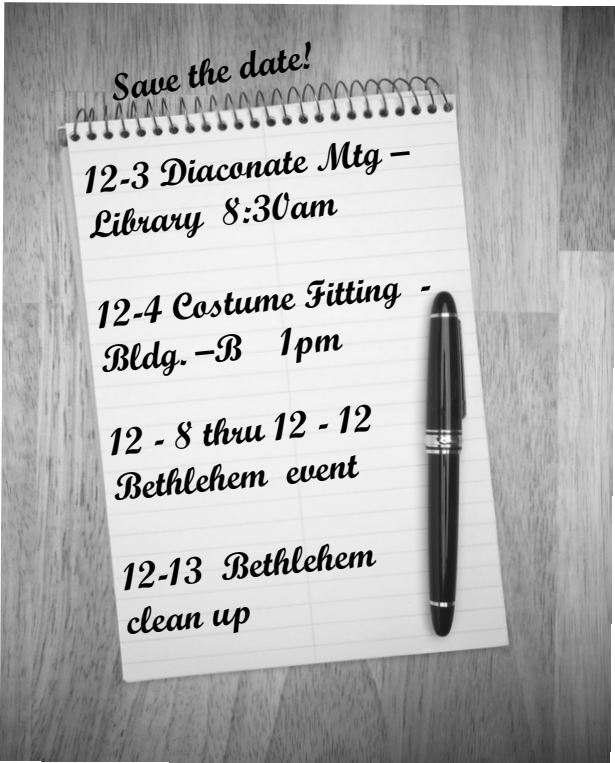 Save the date!
12-3 Diaconate Mtg –
Library 8:30am
12-4 Costume Fitting -
Bldg. –B 1pm
12 - 8 thru 12 - 12
Bethlehem event
12-13 Bethlehem
clean up